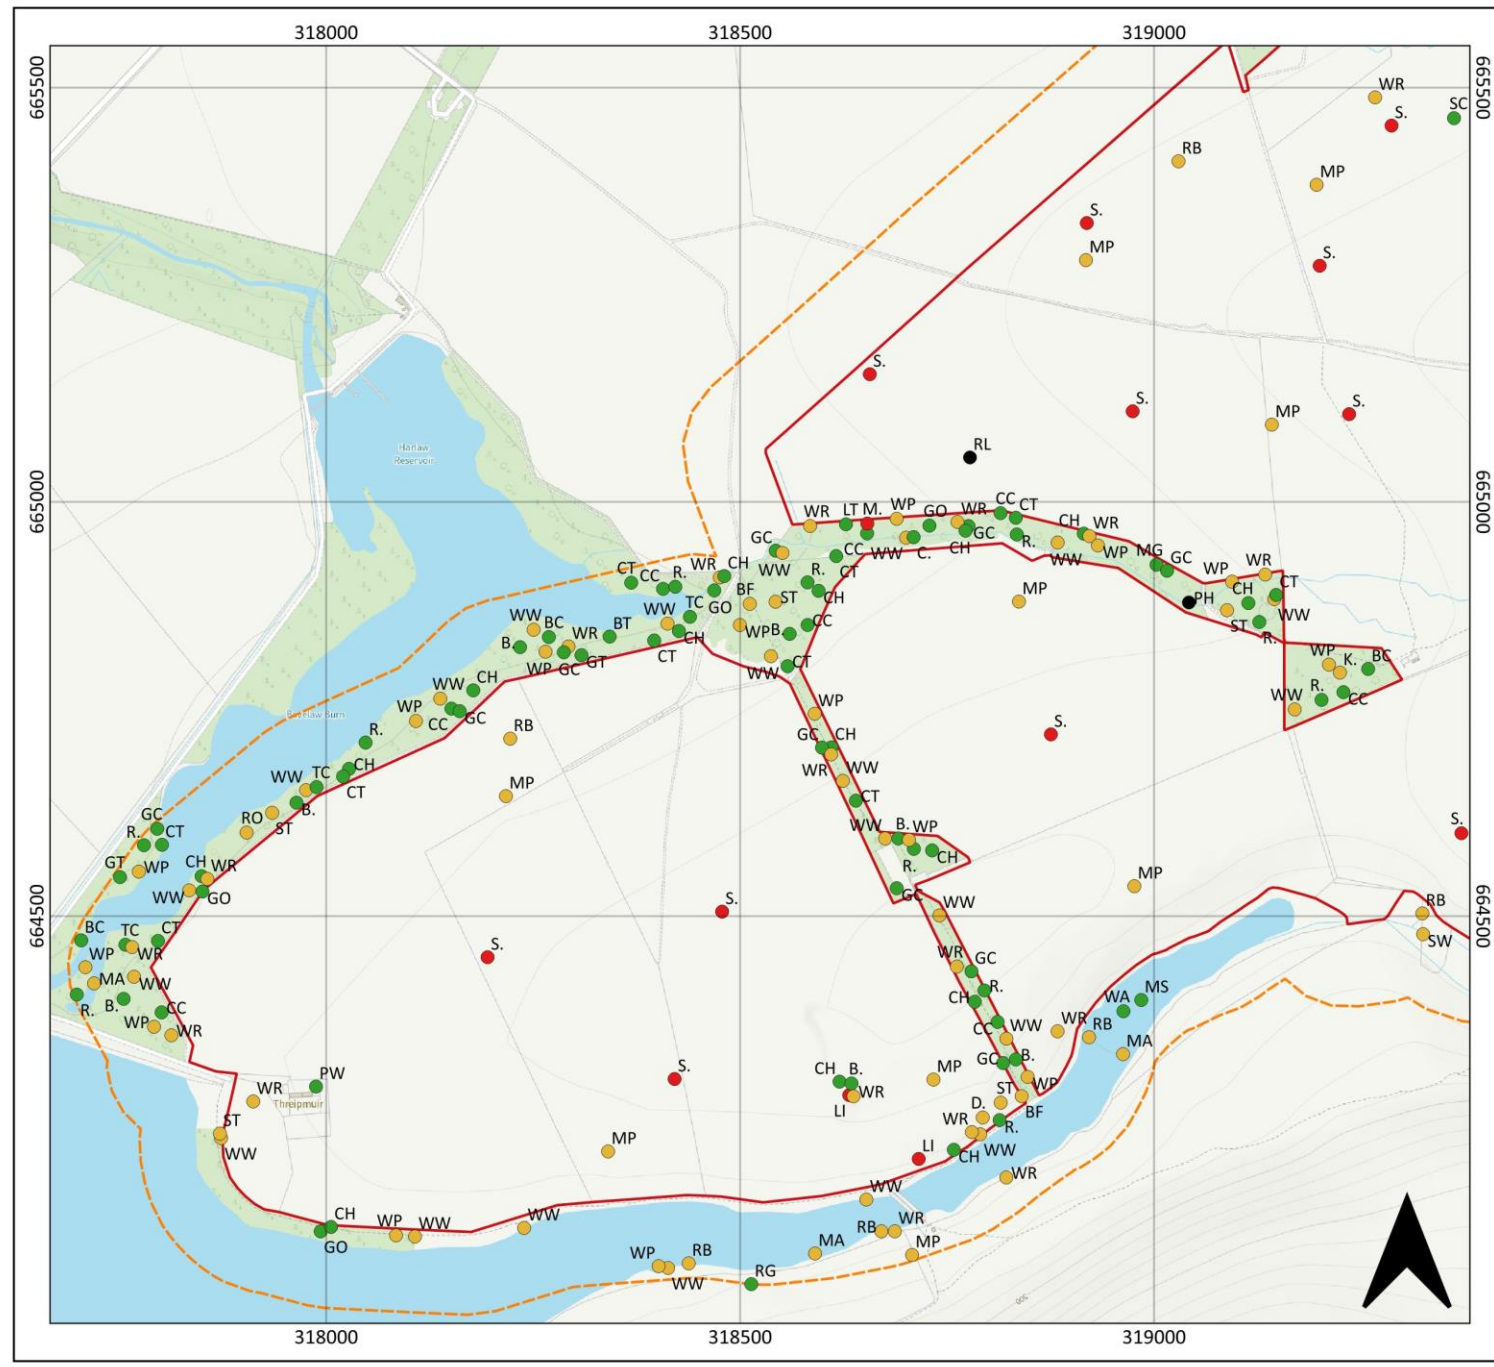 318000 318500 319000
665500 665500
WR
S.
SC
RB
MP
S.
MP
S.
Harlaw
Reservoir
S.
S.
MP
S.
RL
665000 665000
WR LT M. WP GO WR CC CT
GC WW CC WW C. CH GC R. CH WR
WW WP MG GC
CT CC R. WR CH
WP WR
BF ST R. CT CH MP PH CH CT
WW BC WR BT WW TC GO
B. WP GC GT CT CH WP B. CC ST WW R.
WW CT
WP K. BC
R. CC
WW
WP WW CH
CC GC
RB
WP
GC CH
WR WW
S.
R.
WW TC CH
CT
B.
MP
CT
RO ST
WW B. WP
R. CH
S.
GC
R. CT
GT WP CH WR
WW GO
MP
GC
WW
S.
664500 664500
RB
SW
BC TC CT
WP WR
MA WW
R. B. CC
WP WR
S.
WR GC
R.
CH
CC WW
WA MS
WR RB
MA
PW
WR
Threipmuir
ST
WW
S.
CH B.
WR
LI
MP
GC B.
ST WP
D. BF
WR R.
WW
MP
LI
CH
WR
CH
GO
WP WW
WW
WW
RB WR
WP RB
WW
RG
MA
MP
318000 318500 319000